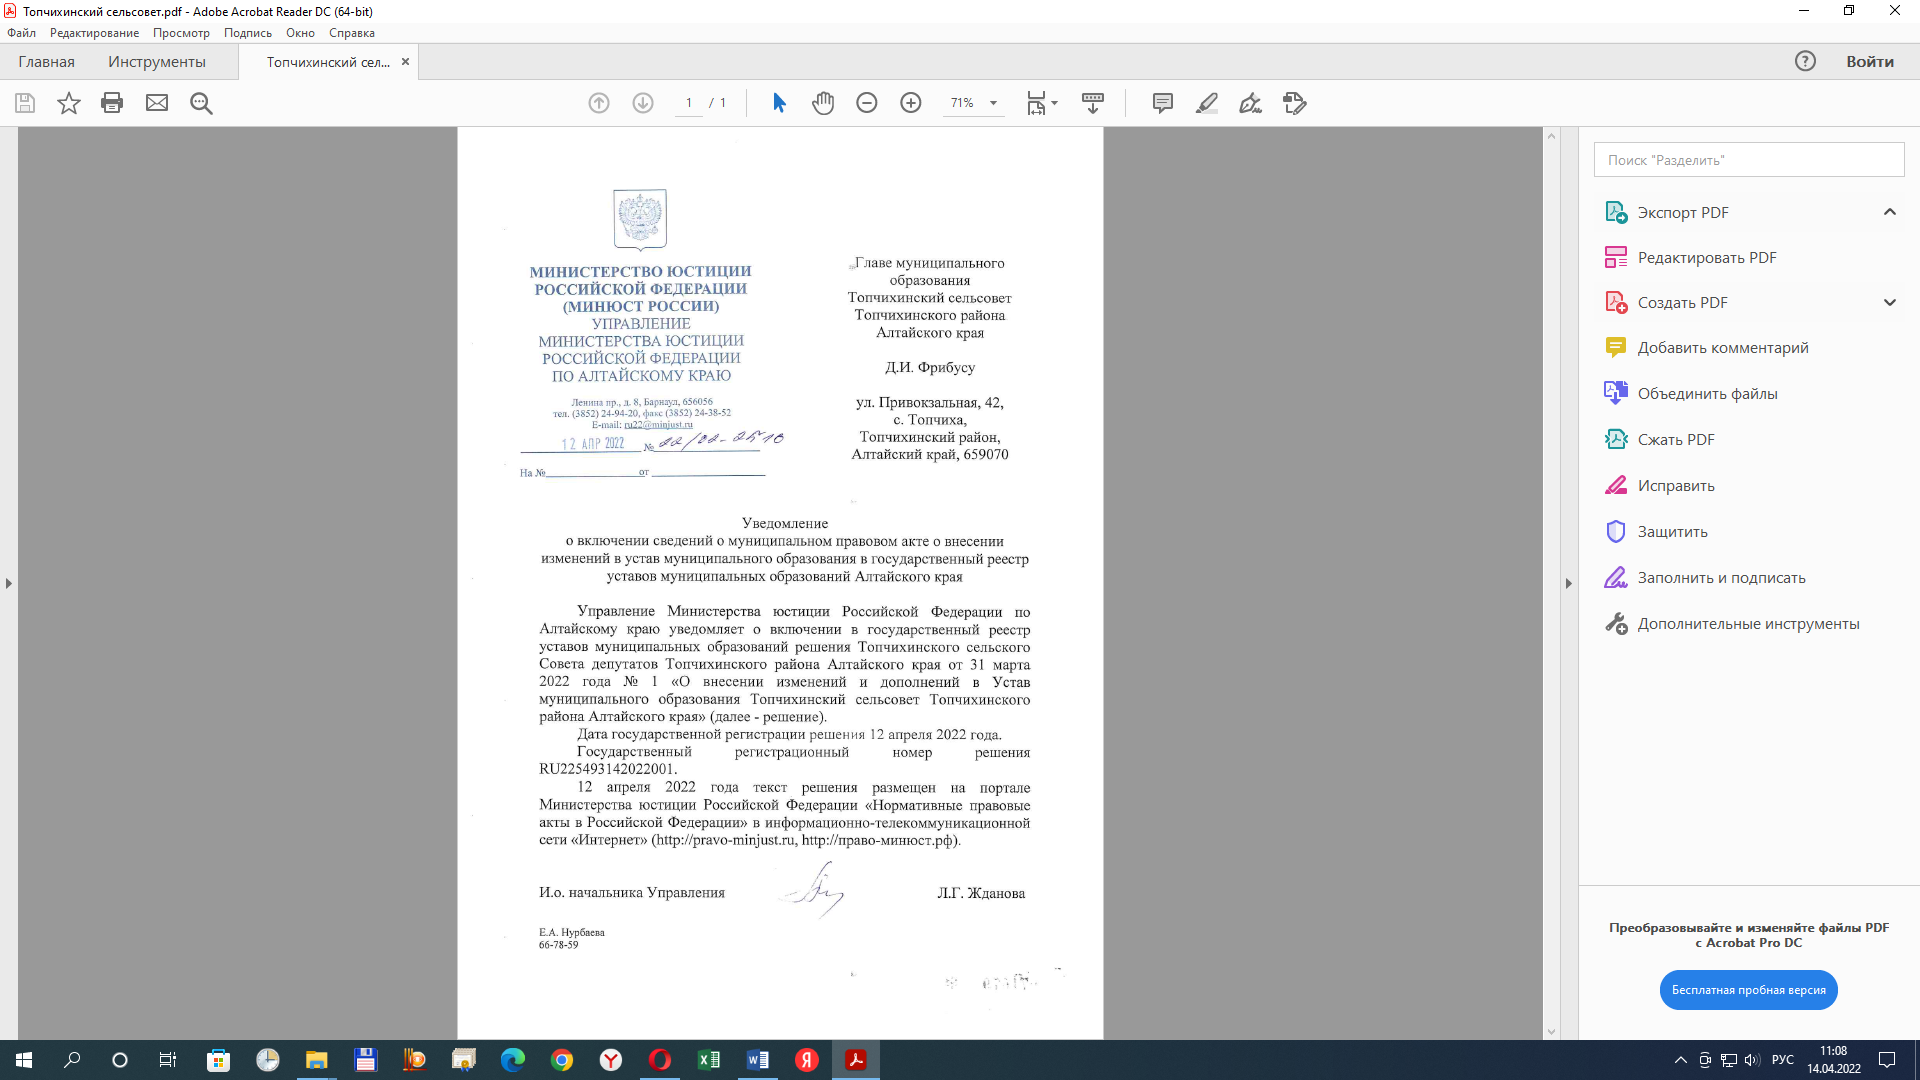 Топчихинский сельсовет.pdf - Adobe Acrobat Reader DC (64-bit)
Файл Редактирование Просмотр Подпись Окно Справка
Главная Инструменты Топчихинский сел... Войти
1 / 1 71%
МИНИСТЕРСТВО ЮСТИЦИИ
РОССИЙСКОЙ ФЕДЕРАЦИИ
(МИНЮСТ РОССИИ)
УПРАВЛЕНИЕ
МИНИСТЕРСТВА ЮСТИЦИИ
РОССИЙСКОЙ ФЕДЕРАЦИИ
ПО АЛТАЙСКОМУ КРАЮ
Ленина пр., д. 8, Барнаул, 656056
тел. (3852) 24-94-20, факс (3852) 24-38-52
E-mail: ru22@minjust.ru
12 АПР 2022 №
На № от
Главе муниципального
образования
Топчихинский сельсовет
Топчихинского района
Алтайского края
Д.И. Фрибусу
ул. Привокзальная, 42,
с. Топчиха,
Топчихинский район,
Алтайский край, 659070
Уведомление
о включении сведений о муниципальном правовом акте о внесении
изменений в устав муниципального образования в государственный реестр
уставов муниципальных образований Алтайского края
Управление Министерства юстиции Российской Федерации по
Алтайскому краю уведомляет о включении в государственный реестр
уставов муниципальных образований решения Топчихинского сельского
Совета депутатов Топчихинского района Алтайского края от 31 марта
2022 года № 1 «О внесении изменений и дополнений в Устав
муниципального образования Топчихинский сельсовет Топчихинского
района Алтайского края» (далее - решение).
Дата государственной регистрации решения 12 апреля 2022 года.
Государственный регистрационный номер решения
RU225493142022001.
12 апреля 2022 года текст решения размещен на портале
Министерства юстиции Российской Федерации «Нормативные правовые
акты в Российской Федерации» в информационно-телекоммуникационной
сети «Интернет» (http://pravo-minjust.ru, http://право-минюст.рф).
И.о. начальника Управления Л.Г. Жданова
Е.А. Нурбаева
66-78-59
Поиск "Разделить"
Экспорт PDF
Редактировать PDF
Создать PDF
Добавить комментарий
Объединить файлы
Сжать PDF
Исправить
Защитить
Заполнить и подписать
Дополнительные инструменты
Преобразовывайте и изменяйте файлы PDF
с Acrobat Pro DC
Бесплатная пробная версия
РУС
11:08
14.04.2022